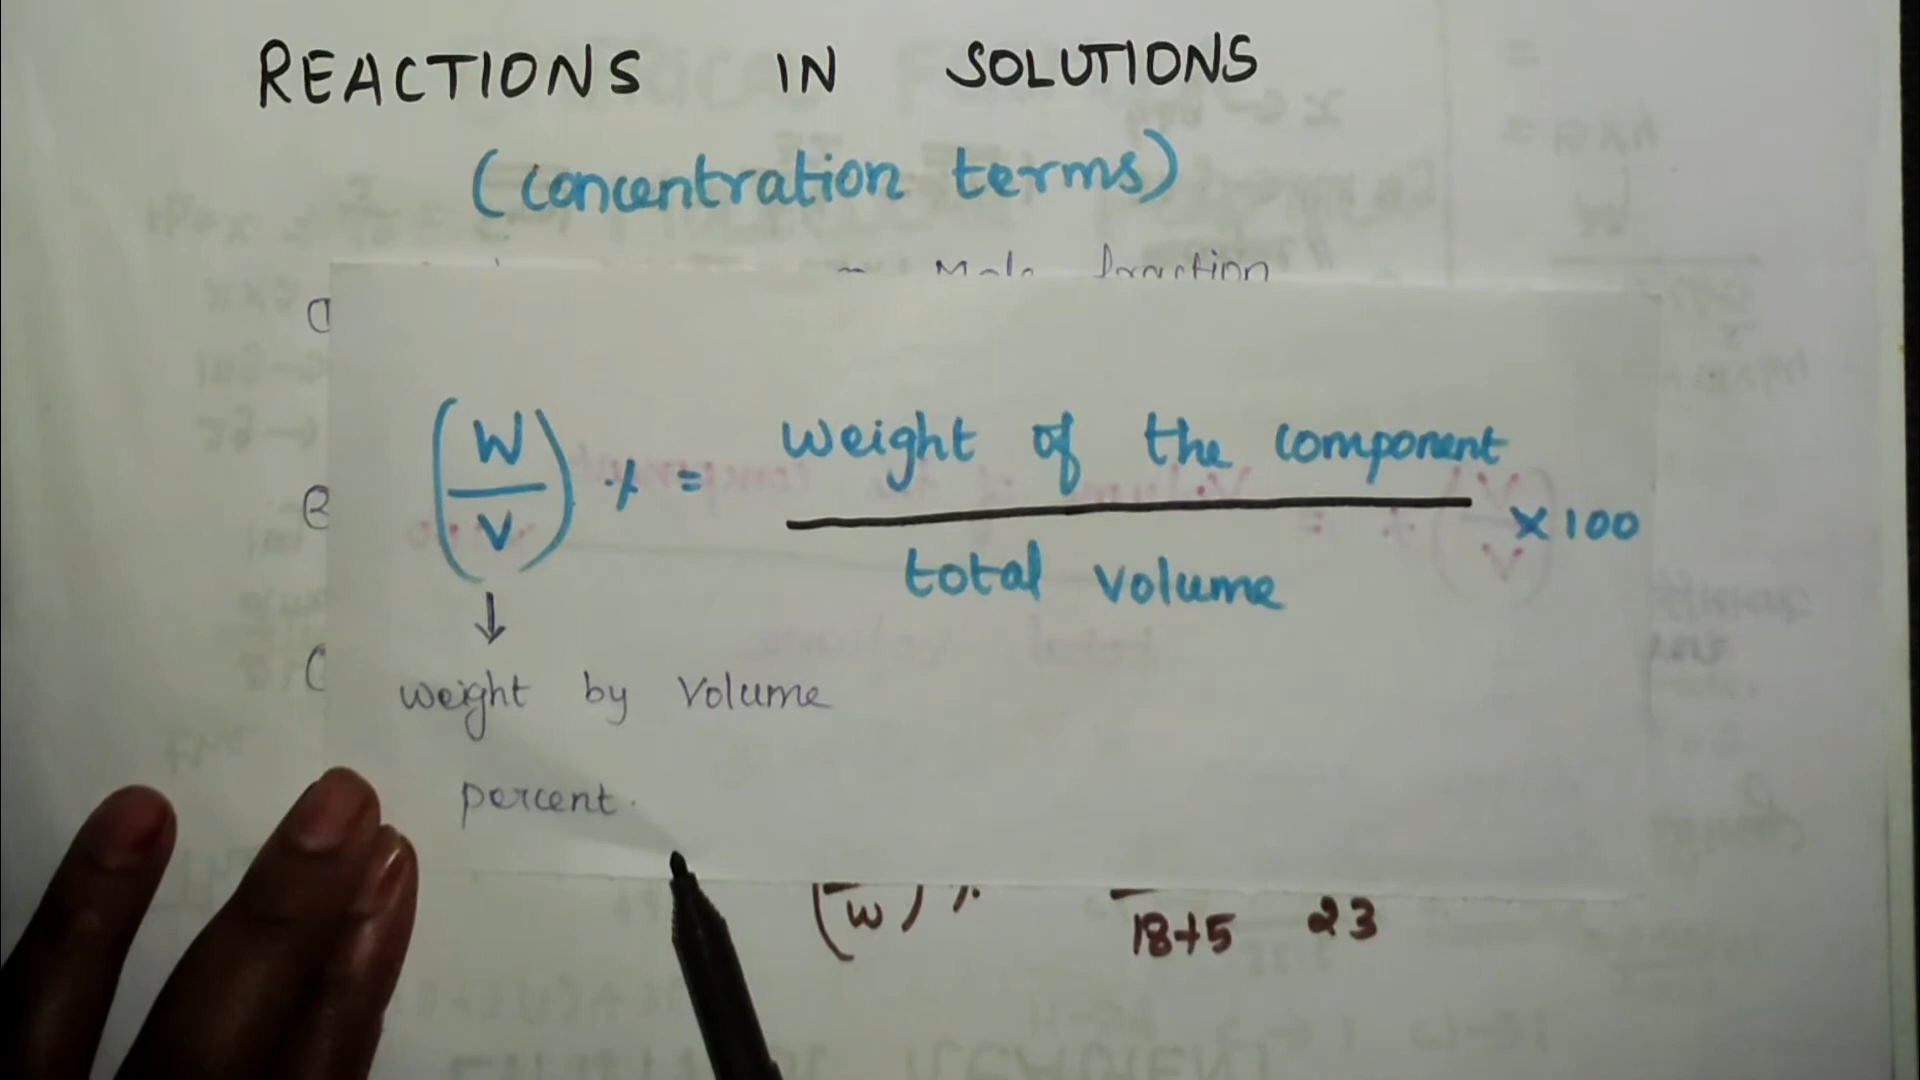 REACTIONS IN SOLUTIONS
(concentration terms)
(W/V) % = weight of the component / total volume × 100
↓
weight by volume
percent.
w) %
18+5 23